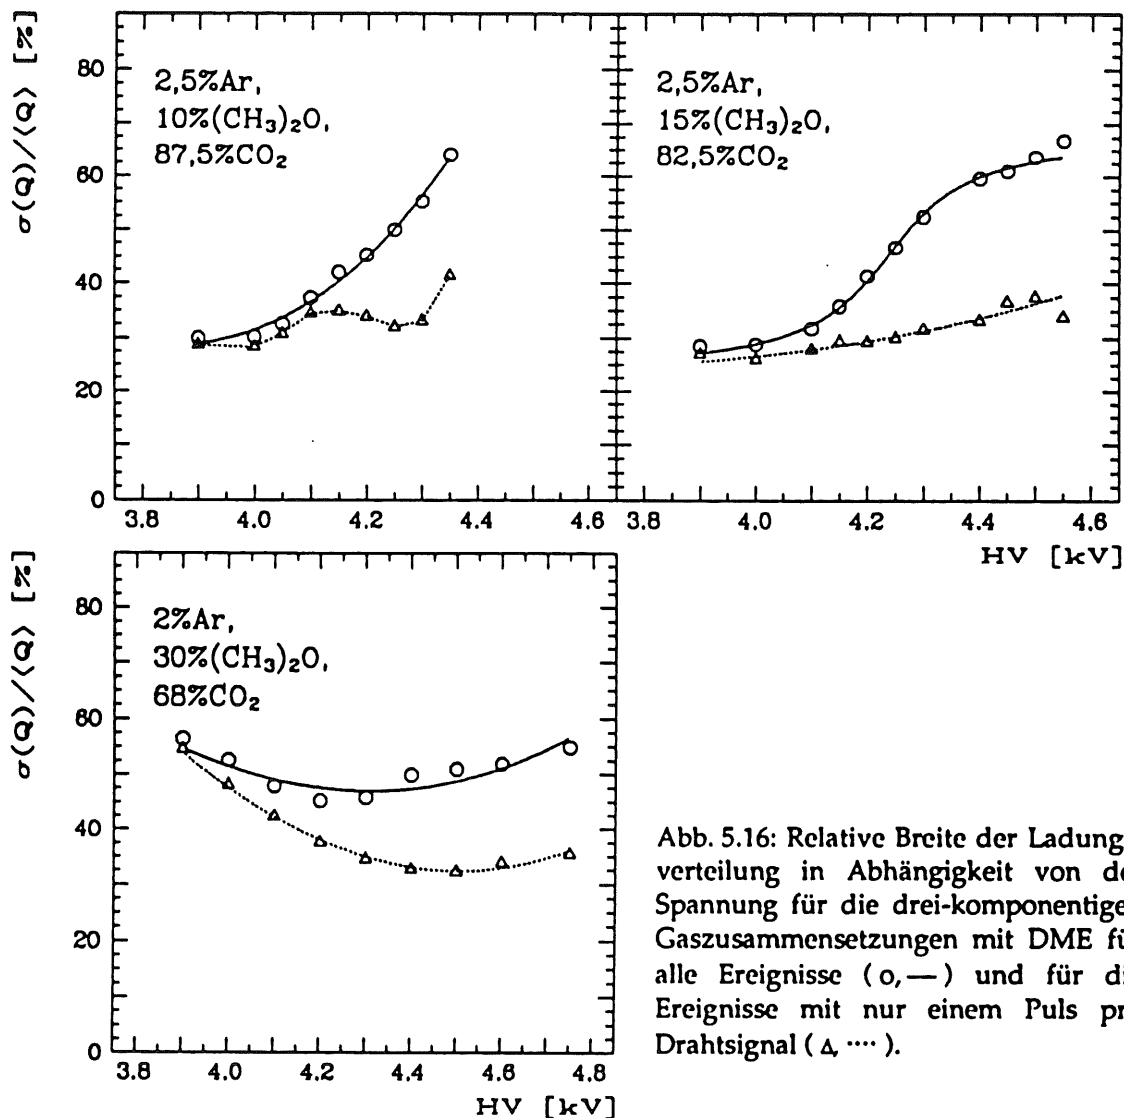 σ(Q)/⟨Q⟩ [%]
80
60
40
20
0
2,5%Ar,
10%(CH₃)₂O,
87,5%CO₂
3.8 4.0 4.2 4.4 4.6
2,5%Ar,
15%(CH₃)₂O,
82,5%CO₂
3.8 4.0 4.2 4.4 4.6
HV [kV]
σ(Q)/⟨Q⟩ [%]
80
60
40
20
0
2%Ar,
30%(CH₃)₂O,
68%CO₂
3.8 4.0 4.2 4.4 4.6 4.8
HV [kV]
Abb. 5.16: Relative Breite der Ladung
verteilung in Abhängigkeit von de
Spannung für die drei-komponentige
Gaszusammensetzungen mit DME fü
alle Ereignisse (o,—) und für di
Ereignisse mit nur einem Puls pr
Drahtsignal (Δ, ····).